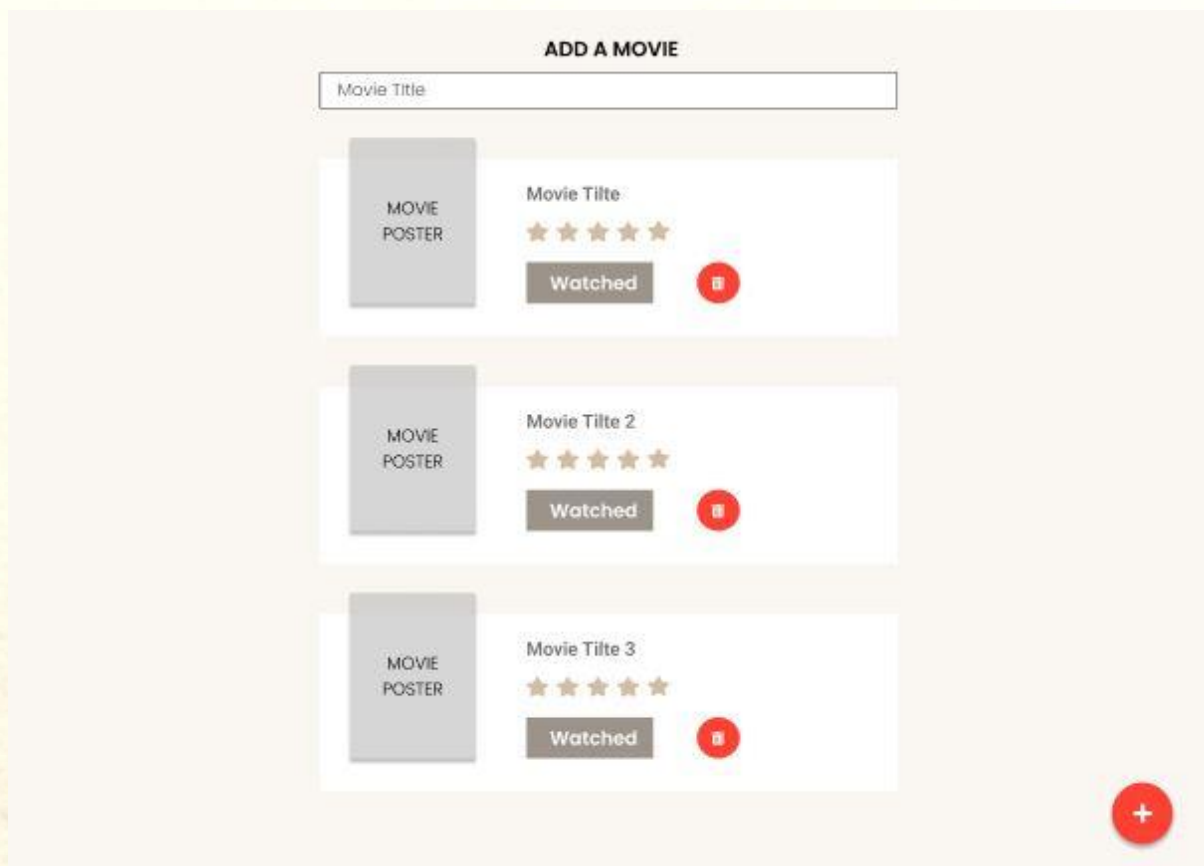 ADD A MOVIE
Movie Title
MOVIE
POSTER
Movie Tilte
Watched
MOVIE
POSTER
Movie Tilte 2
Watched
MOVIE
POSTER
Movie Tilte 3
Watched
+